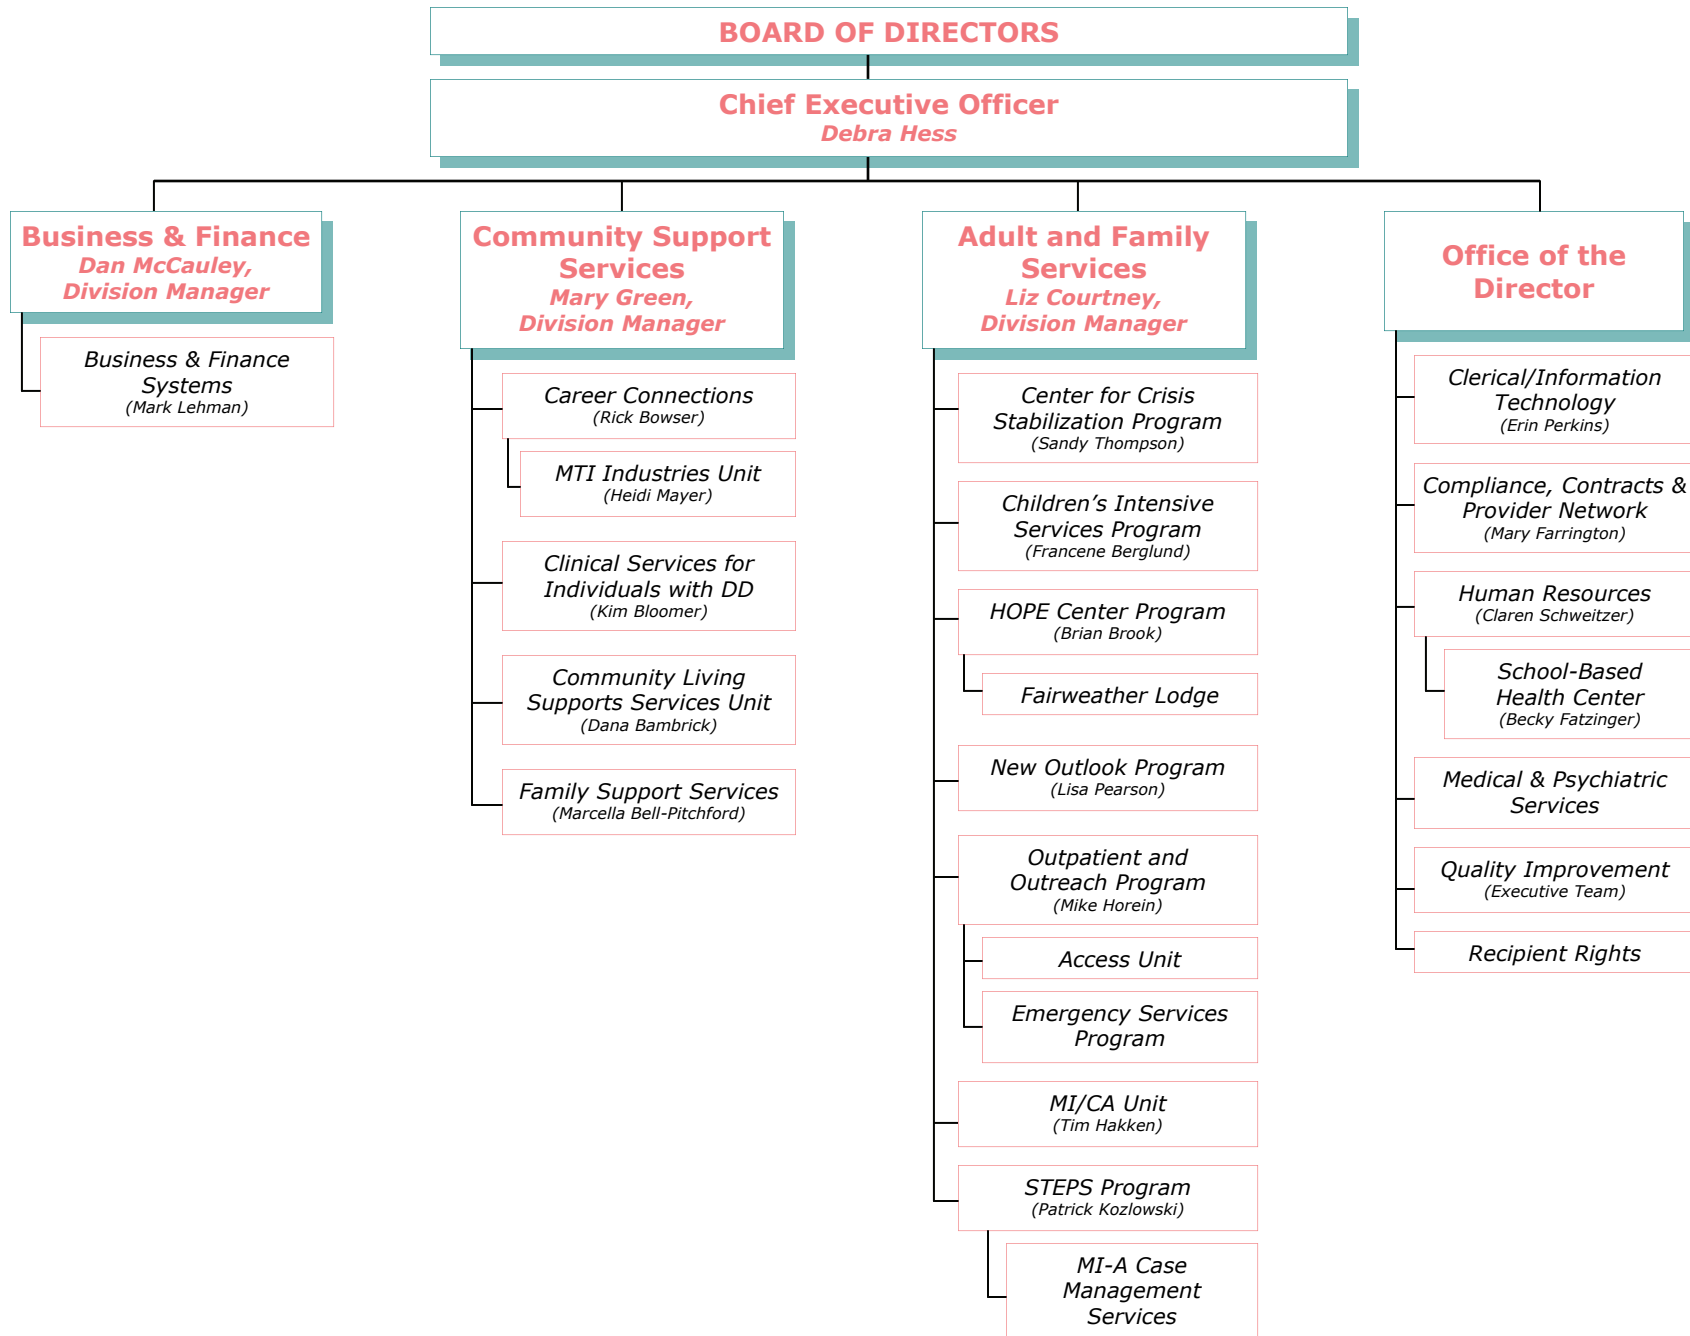 BOARD OF DIRECTORS
Chief Executive Officer
Debra Hess
Business & Finance
Dan McCauley,
Division Manager
Business & Finance
Systems
(Mark Lehman)
Community Support
Services
Mary Green,
Division Manager
Career Connections
(Rick Bowser)
MTI Industries Unit
(Heidi Mayer)
Clinical Services for
Individuals with DD
(Kim Bloomer)
Community Living
Supports Services Unit
(Dana Bambrick)
Family Support Services
(Marcella Bell-Pitchford)
Adult and Family
Services
Liz Courtney,
Division Manager
Center for Crisis
Stabilization Program
(Sandy Thompson)
Children’s Intensive
Services Program
(Francene Berglund)
HOPE Center Program
(Brian Brook)
Fairweather Lodge
New Outlook Program
(Lisa Pearson)
Outpatient and
Outreach Program
(Mike Horein)
Access Unit
Emergency Services
Program
MI/CA Unit
(Tim Hakken)
STEPS Program
(Patrick Kozlowski)
MI-A Case
Management
Services
Office of the
Director
Clerical/Information
Technology
(Erin Perkins)
Compliance, Contracts &
Provider Network
(Mary Farrington)
Human Resources
(Claren Schweitzer)
School-Based
Health Center
(Becky Fatzinger)
Medical & Psychiatric
Services
Quality Improvement
(Executive Team)
Recipient Rights